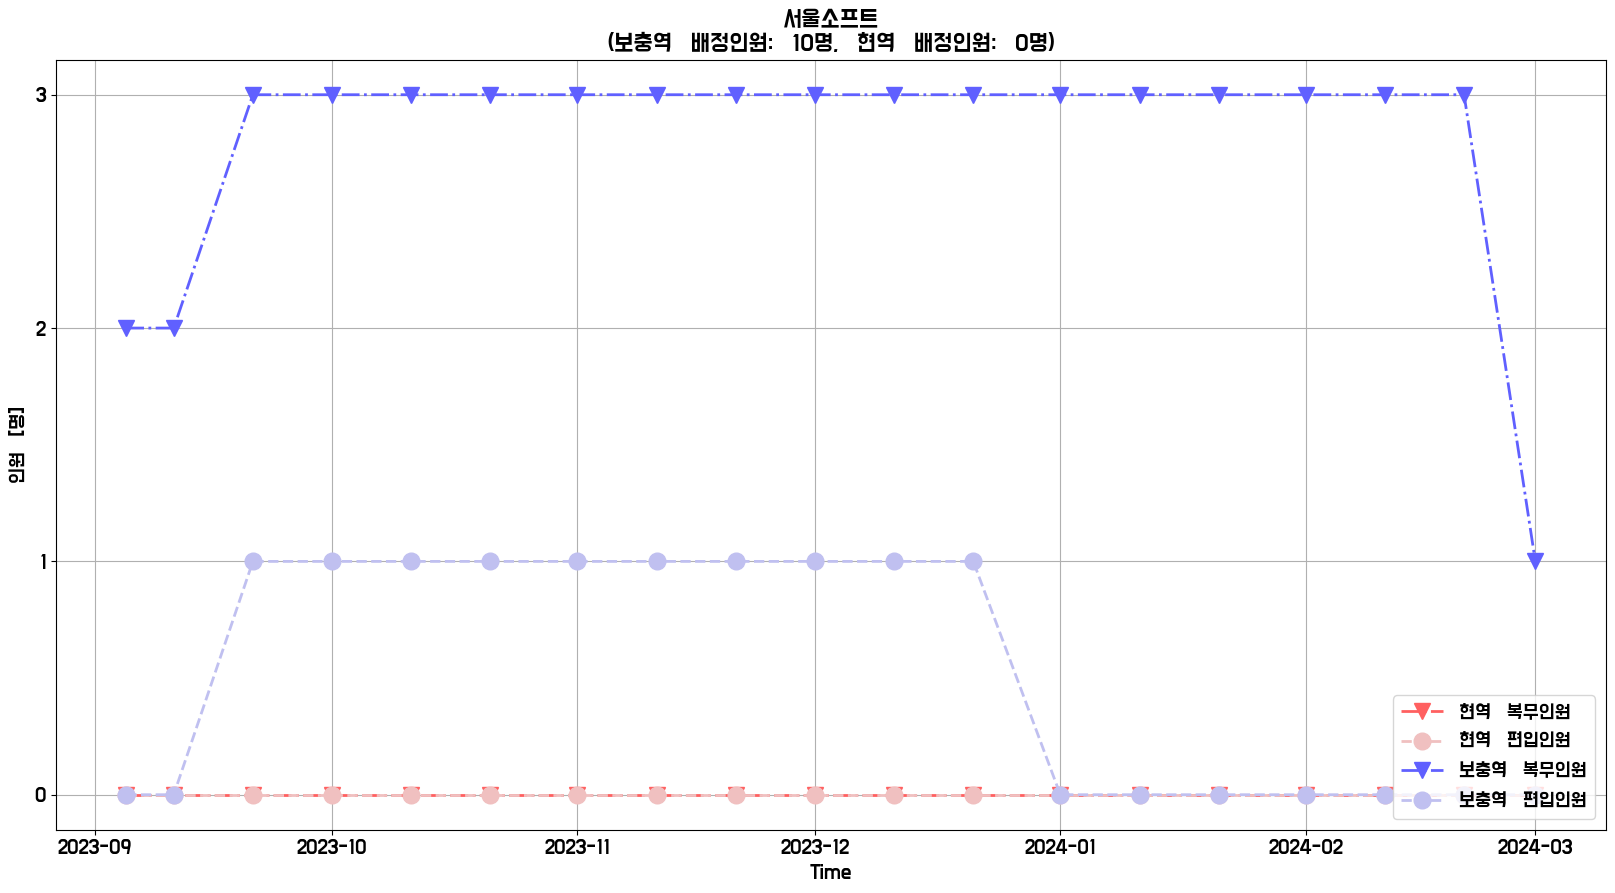 서울소프트
(보충역 배정인원: 10명, 현역 배정인원: 0명)
3
2
1
0
인원 [명]
2023-09 2023-10 2023-11 2023-12 2024-01 2024-02 2024-03
Time
현역 복무인원
현역 편입인원
보충역 복무인원
보충역 편입인원